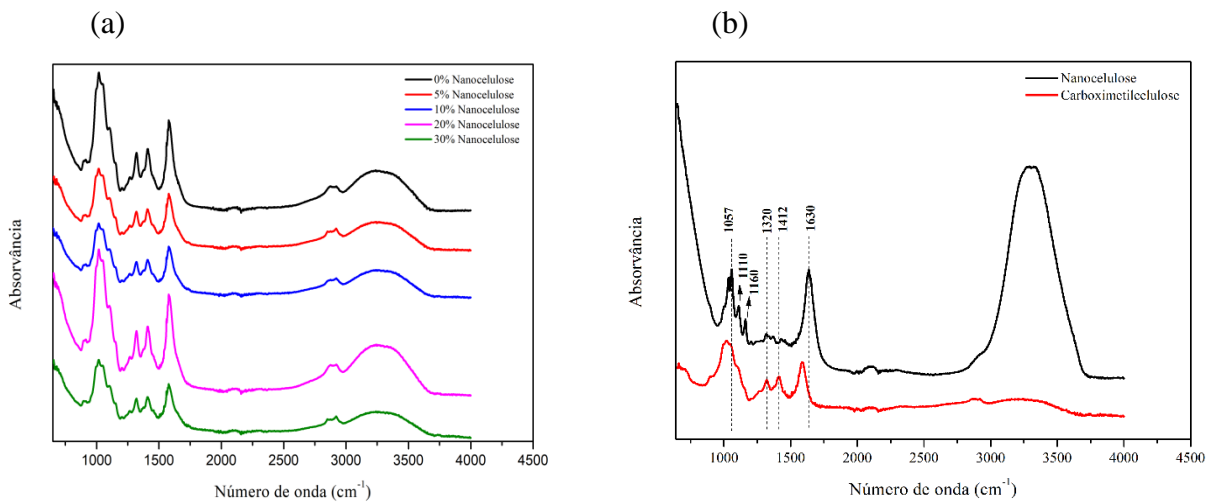 (a)
(b)
0% Nanocelulose
5% Nanocelulose
10% Nanocelulose
20% Nanocelulose
30% Nanocelulose
Absorvância
1000 1500 2000 2500 3000 3500 4000 4500
Número de onda (cm⁻¹)
Nanocelulose
Carboximetilcelulose
1057
1110
1160
1320
1412
1630
Absorvância
1000 1500 2000 2500 3000 3500 4000 4500
Número de onda (cm⁻¹)